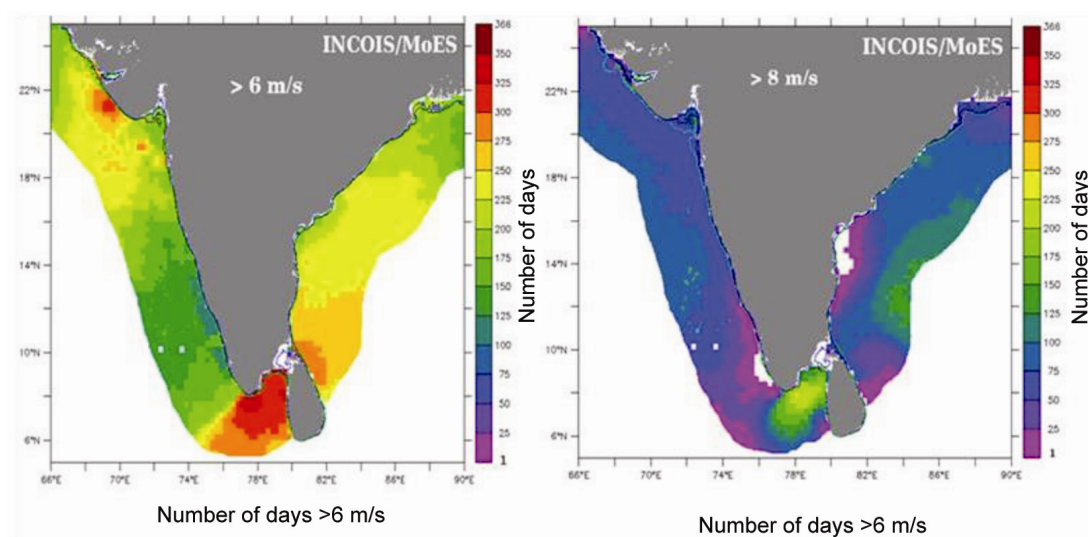 INCOIS/MoES
> 6 m/s
22°N
18°N
14°N
10°N
6°N
66°E 70°E 74°E 78°E 82°E 86°E 90°E
366
350
325
300
275
250
225
200
175
150
125
100
75
50
25
1
Number of days
Number of days >6 m/s
INCOIS/MoES
> 8 m/s
22°N
18°N
14°N
10°N
6°N
66°E 70°E 74°E 78°E 82°E 86°E 90°E
366
350
325
300
275
250
225
200
175
150
125
100
75
50
25
1
Number of days
Number of days >6 m/s